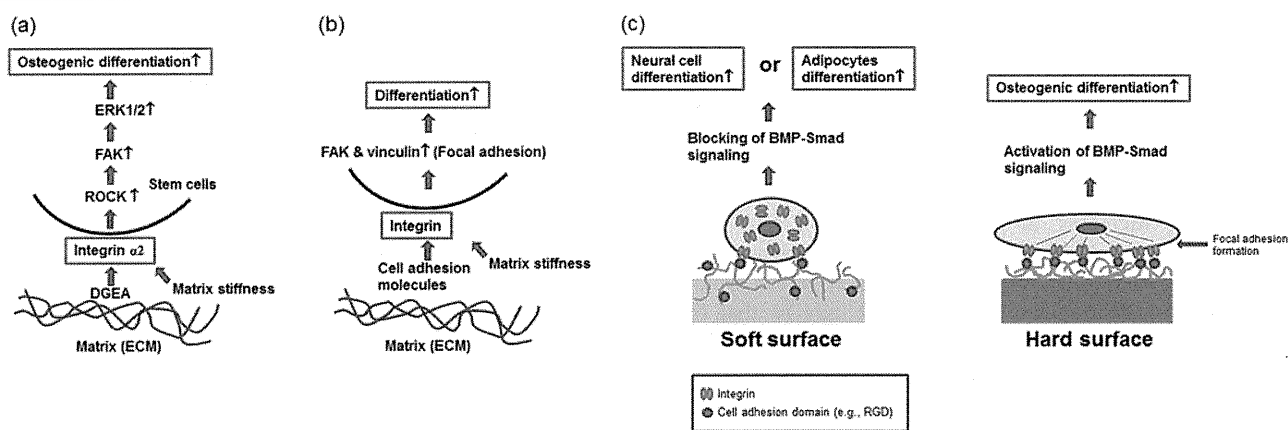 (a)
Osteogenic differentiation↑
ERK1/2↑
FAK↑
ROCK↑
Stem cells
Integrin α2
DGEA
Matrix stiffness
Matrix (ECM)
(b)
Differentiation↑
FAK & vinculin↑ (Focal adhesion)
Integrin
Cell adhesion
molecules
Matrix stiffness
Matrix (ECM)
(c)
Neural cell
differentiation↑
or
Adipocytes
differentiation↑
Blocking of BMP-Smad
signaling
Soft surface
Osteogenic differentiation↑
Activation of BMP-Smad
signaling
Focal adhesion
formation
Hard surface
Integrin
Cell adhesion domain (e.g., RGD)